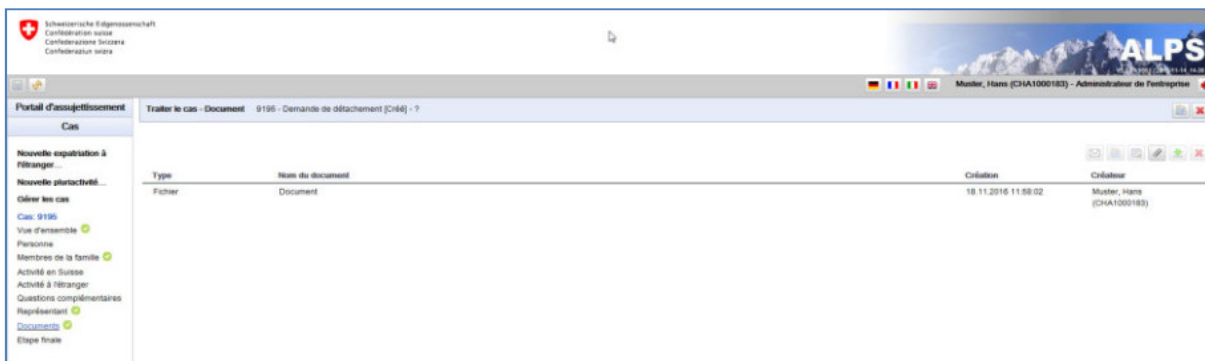 Schweizerische Eidgenossenschaft
Confédération suisse
Confederazione Svizzera
Confederaziun svizra
ALPS
Muster, Hans (CHA1000183) - Administrateur de l'entreprise
Portail d'assujettissement
Traiter le cas - Document 9195 - Demande de détachement [Créé] - ?
Cas
Nouvelle expatriation à
l'étranger...
Nouvelle pluriactivité...
Gérer les cas
Cas: 9195
Vue d'ensemble
Personne
Membres de la famille
Activité en Suisse
Activité à l'étranger
Questions complémentaires
Représentant
Documents
Etape finale
Type Nom du document Création Créateur
Fichier Document 18.11.2016 11:58:02 Muster, Hans
(CHA1000183)